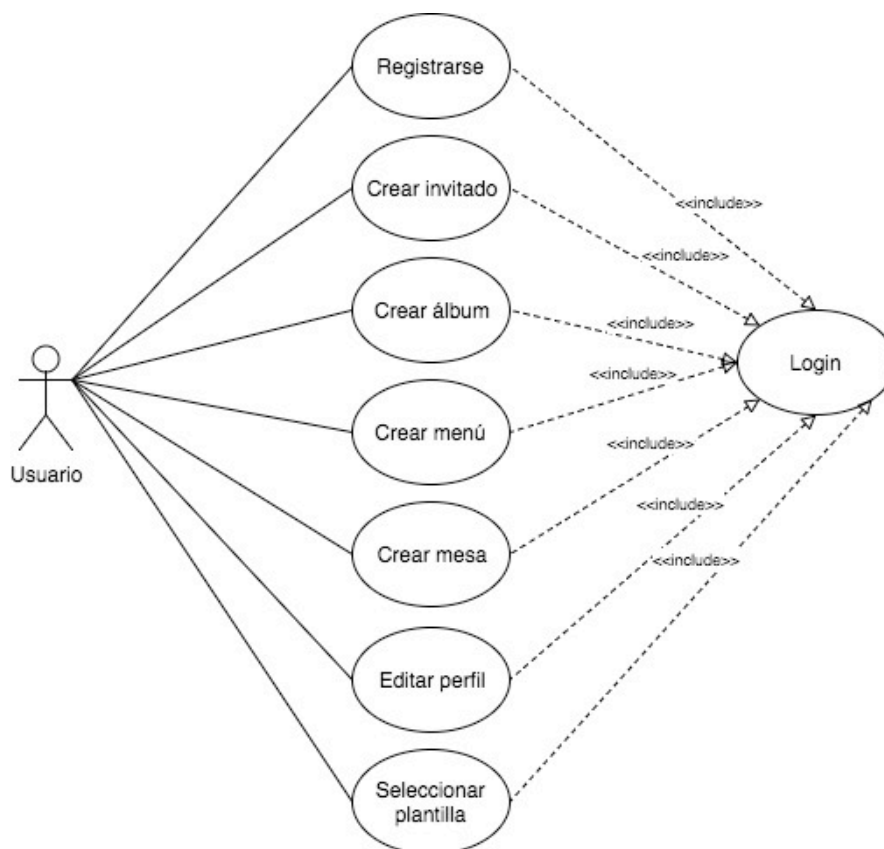 Registrarse
<<include>>
Crear invitado
<<include>>
Crear álbum
<<include>>
Login
<<include>>
Crear menú
<<include>>
Usuario
<<include>>
Crear mesa
<<include>>
Editar perfil
Seleccionar
plantilla